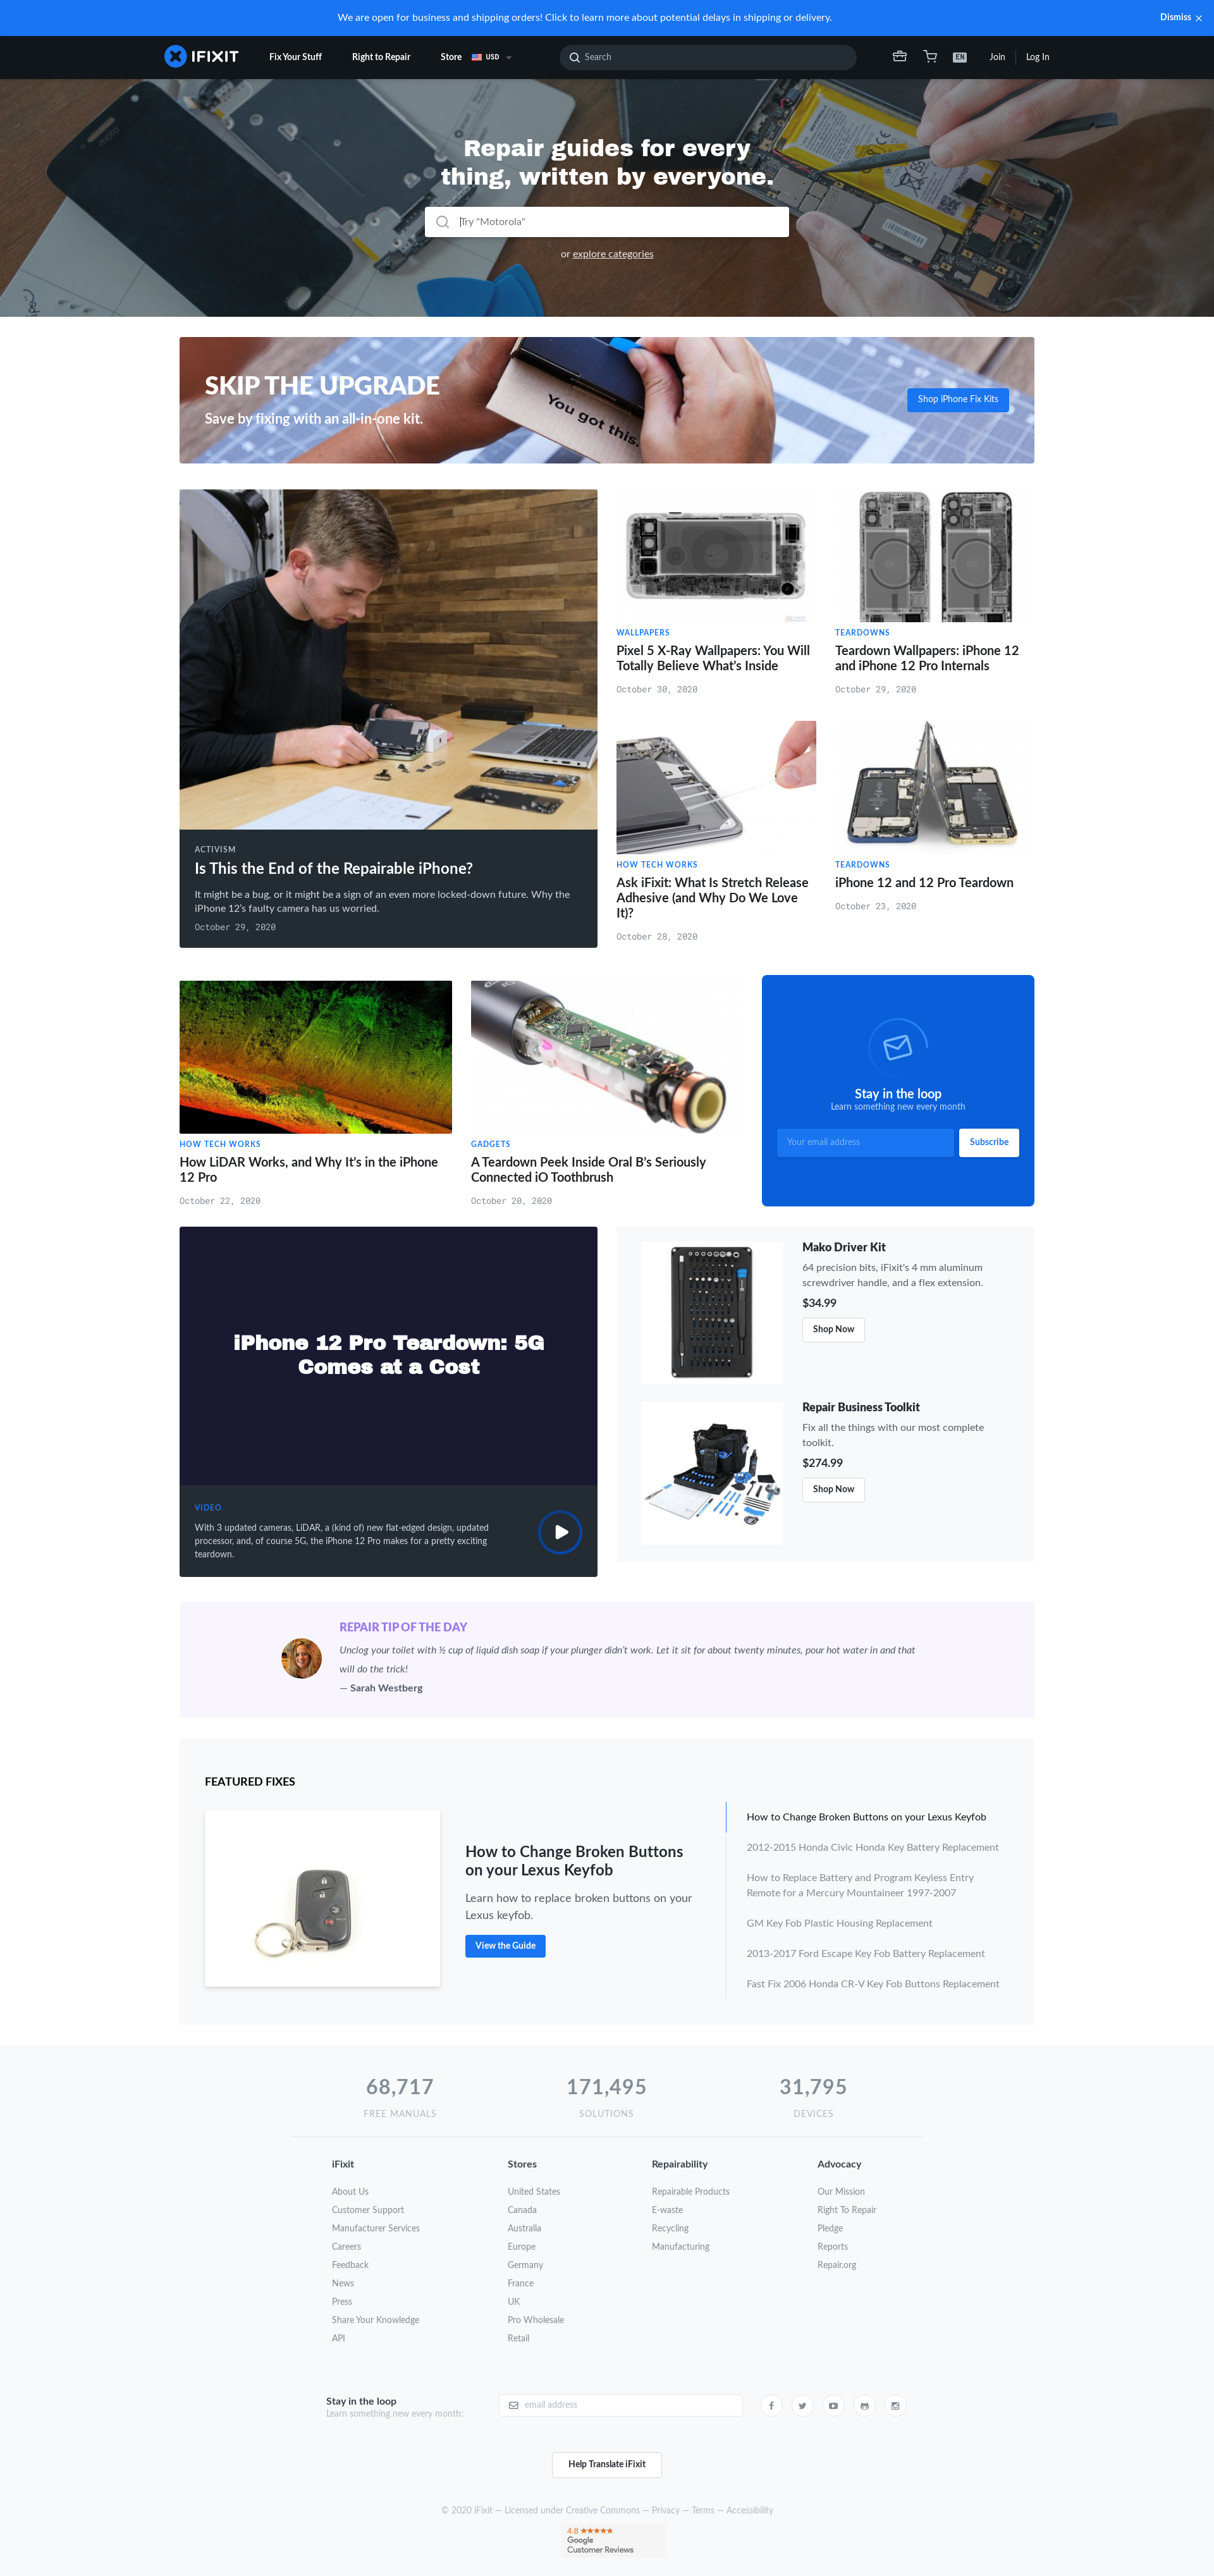 We are open for business and shipping orders! Click to learn more about potential delays in shipping or delivery.
Dismiss ×
IFIXIT
Fix Your Stuff
Right to Repair
Store
USD
Search
EN
Join
Log In
moto
Repair guides for every
thing, written by everyone.
Try "Motorola"
or explore categories
SKIP THE UPGRADE
Save by fixing with an all-in-one kit.
You got this.
Shop iPhone Fix Kits
ACTIVISM
Is This the End of the Repairable iPhone?
It might be a bug, or it might be a sign of an even more locked-down future. Why the
iPhone 12’s faulty camera has us worried.
October 29, 2020
WALLPAPERS
Pixel 5 X-Ray Wallpapers: You Will
Totally Believe What’s Inside
October 30, 2020
TEARDOWNS
Teardown Wallpapers: iPhone 12
and iPhone 12 Pro Internals
October 29, 2020
HOW TECH WORKS
Ask iFixit: What Is Stretch Release
Adhesive (and Why Do We Love
It)?
October 28, 2020
TEARDOWNS
iPhone 12 and 12 Pro Teardown
October 23, 2020
HOW TECH WORKS
How LiDAR Works, and Why It’s in the iPhone
12 Pro
October 22, 2020
GADGETS
A Teardown Peek Inside Oral B’s Seriously
Connected iO Toothbrush
October 20, 2020
Stay in the loop
Learn something new every month
Your email address
Subscribe
iPhone 12 Pro Teardown: 5G
Comes at a Cost
VIDEO
With 3 updated cameras, LiDAR, a (kind of) new flat-edged design, updated
processor, and, of course 5G, the iPhone 12 Pro makes for a pretty exciting
teardown.
Mako Driver Kit
64 precision bits, iFixit's 4 mm aluminum
screwdriver handle, and a flex extension.
$34.99
Shop Now
Repair Business Toolkit
Fix all the things with our most complete
toolkit.
$274.99
Shop Now
REPAIR TIP OF THE DAY
Unclog your toilet with ½ cup of liquid dish soap if your plunger didn’t work. Let it sit for about twenty minutes, pour hot water in and that
will do the trick!
— Sarah Westberg
FEATURED FIXES
How to Change Broken Buttons
on your Lexus Keyfob
Learn how to replace broken buttons on your
Lexus keyfob.
View the Guide
How to Change Broken Buttons on your Lexus Keyfob
2012-2015 Honda Civic Honda Key Battery Replacement
How to Replace Battery and Program Keyless Entry
Remote for a Mercury Mountaineer 1997-2007
GM Key Fob Plastic Housing Replacement
2013-2017 Ford Escape Key Fob Battery Replacement
Fast Fix 2006 Honda CR-V Key Fob Buttons Replacement
68,717
FREE MANUALS
171,495
SOLUTIONS
31,795
DEVICES
iFixit
About Us
Customer Support
Manufacturer Services
Careers
Feedback
News
Press
Share Your Knowledge
API
Stores
United States
Canada
Australia
Europe
Germany
France
UK
Pro Wholesale
Retail
Repairability
Repairable Products
E-waste
Recycling
Manufacturing
Advocacy
Our Mission
Right To Repair
Pledge
Reports
Repair.org
Stay in the loop
Learn something new every month:
email address
Help Translate iFixit
© 2020 iFixit — Licensed under Creative Commons — Privacy — Terms — Accessibility
4.8 ★★★★★
Google
Customer Reviews